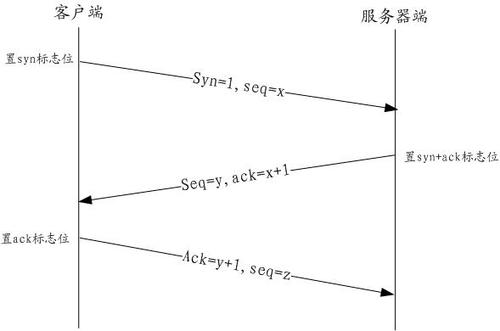 客户端
服务器端
置syn标志位
Syn=1,seq=x
置syn+ack标志位
Seq=y,ack=x+1
置ack标志位
Ack=y+1,seq=z